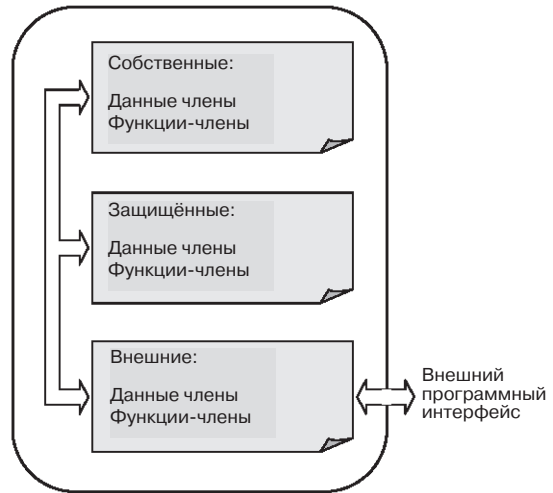 Собственные:
Данные члены
Функции-члены
Защищённые:
Данные члены
Функции-члены
Внешние:
Данные члены
Функции-члены
Внешний
программный
интерфейс